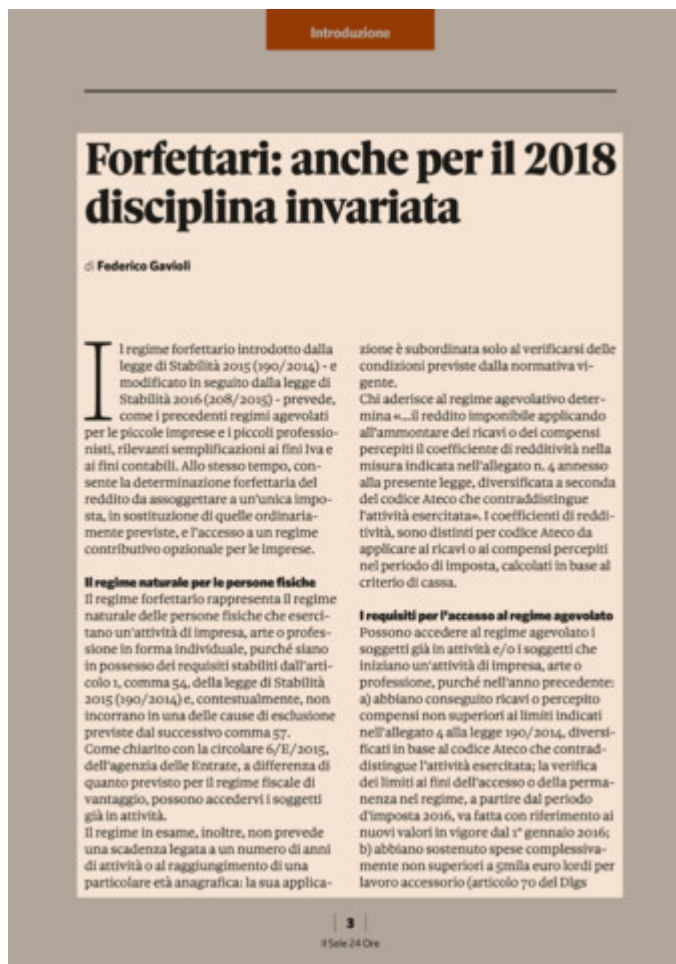 Introduzione
Forfettari: anche per il 2018
disciplina invariata
di Federico Gavioli
Il regime forfettario introdotto dalla
legge di Stabilità 2015 (190/2014) - e
modificato in seguito dalla legge di
Stabilità 2016 (208/2015) - prevede,
come i precedenti regimi agevolati
per le piccole imprese e i piccoli professio-
nisti, rilevanti semplificazioni ai fini Iva e
ai fini contabili. Allo stesso tempo, con-
sente la determinazione forfettaria del
reddito da assoggettare a un'unica impo-
sta, in sostituzione di quelle ordinaria-
mente previste, e l'accesso a un regime
contributivo opzionale per le imprese.
Il regime naturale per le persone fisiche
Il regime forfettario rappresenta il regime
naturale delle persone fisiche che eserci-
tano un'attività di impresa, arte o profes-
sione in forma individuale, purché siano
in possesso dei requisiti stabiliti dall'arti-
colo 1, comma 54, della legge di Stabilità
2015 (190/2014) e, contestualmente, non
incorrano in una delle cause di esclusione
previste dal successivo comma 57.
Come chiarito con la circolare 6/E/2015,
dell'agenzia delle Entrate, a differenza di
quanto previsto per il regime fiscale di
vantaggio, possono accedervi i soggetti
già in attività.
Il regime in esame, inoltre, non prevede
una scadenza legata a un numero di anni
di attività o al raggiungimento di una
particolare età anagrafica: la sua applica-
zione è subordinata solo al verificarsi delle
condizioni previste dalla normativa vi-
gente.
Chi aderisce al regime agevolativo deter-
mina «...il reddito imponibile applicando
all'ammontare dei ricavi o dei compensi
percepiti il coefficiente di redditività nella
misura indicata nell'allegato n. 4 annesso
alla presente legge, diversificata a seconda
del codice Ateco che contraddistingue
l'attività esercitata». I coefficienti di reddi-
tività, sono distinti per codice Ateco da
applicare ai ricavi o ai compensi percepiti
nel periodo di imposta, calcolati in base al
criterio di cassa.
I requisiti per l'accesso al regime agevolato
Possono accedere al regime agevolato i
soggetti già in attività e/o i soggetti che
iniziano un'attività di impresa, arte o
professione, purché nell'anno precedente:
a) abbiano conseguito ricavi o percepito
compensi non superiori ai limiti indicati
nell'allegato 4 alla legge 190/2014, diversi-
ficati in base al codice Ateco che contrad-
distingue l'attività esercitata; la verifica
dei limiti ai fini dell'accesso o della perma-
nenza nel regime, a partire dal periodo
d'imposta 2016, va fatta con riferimento ai
nuovi valori in vigore dal 1° gennaio 2016;
b) abbiano sostenuto spese complessiva-
mente non superiori a 5mila euro lordi per
lavoro accessorio (articolo 70 del Dlgs
3
Il Sole 24 Ore